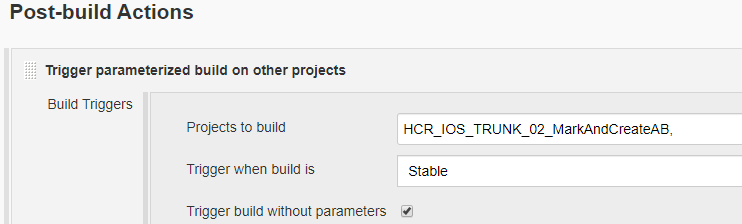 Post-build Actions
Trigger parameterized build on other projects
Build Triggers
Projects to build
HCR_IOS_TRUNK_02_MarkAndCreateAB,
Trigger when build is
Stable
Trigger build without parameters